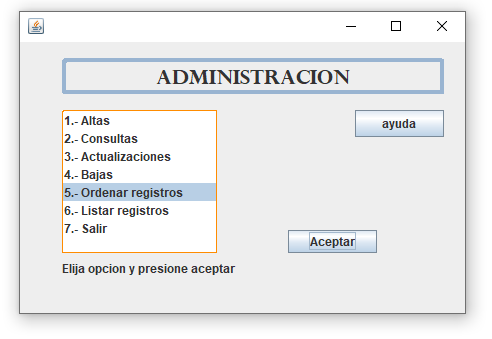 ADMINISTRACION
1.- Altas
2.- Consultas
3.- Actualizaciones
4.- Bajas
5.- Ordenar registros
6.- Listar registros
7.- Salir
ayuda
Aceptar
Elija opcion y presione aceptar